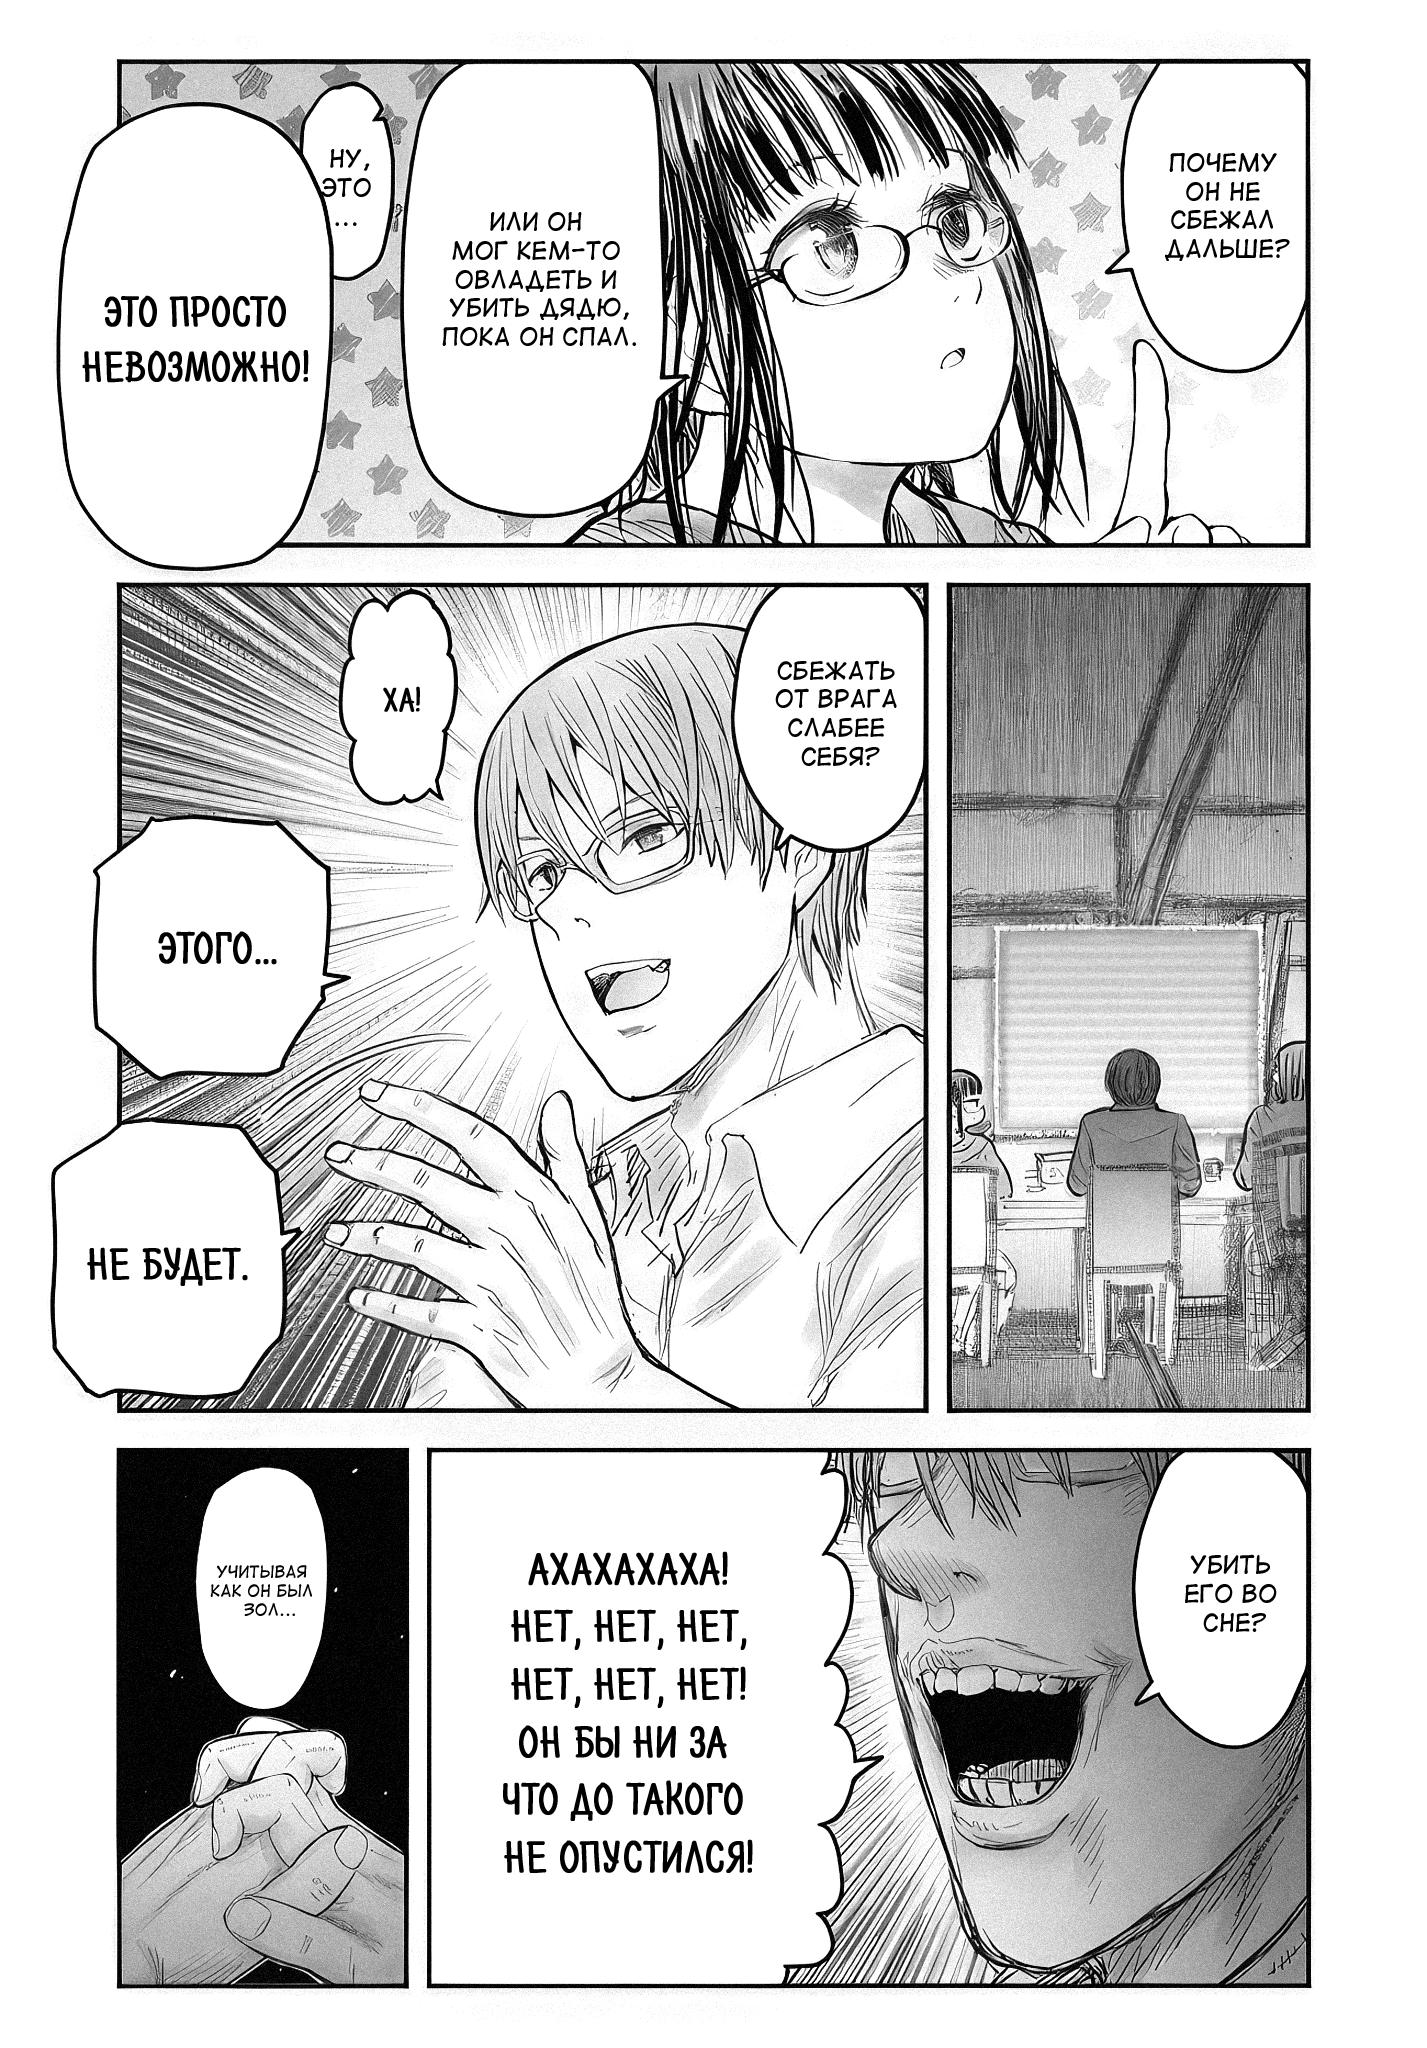 ПОЧЕМУ
ОН НЕ
СБЕЖАЛ
ДАЛЬШЕ?
ИЛИ ОН
МОГ КЕМ-ТО
ОВЛАДЕТЬ И
УБИТЬ ДЯДЮ,
ПОКА ОН СПАЛ.
НУ,
ЭТО
...
ЭТО ПРОСТО
НЕВОЗМОЖНО!
СБЕЖАТЬ
ОТ ВРАГА
СЛАБЕЕ
СЕБЯ?
ХА!
ЭТОГО...
НЕ БУДЕТ.
УБИТЬ
ЕГО ВО
СНЕ?
АХАХАХАХА!
НЕТ, НЕТ, НЕТ,
НЕТ, НЕТ, НЕТ!
ОН БЫ НИ ЗА
ЧТО ДО ТАКОГО
НЕ ОПУСТИЛСЯ!
УЧИТЫВАЯ
КАК ОН БЫЛ
ЗОЛ...